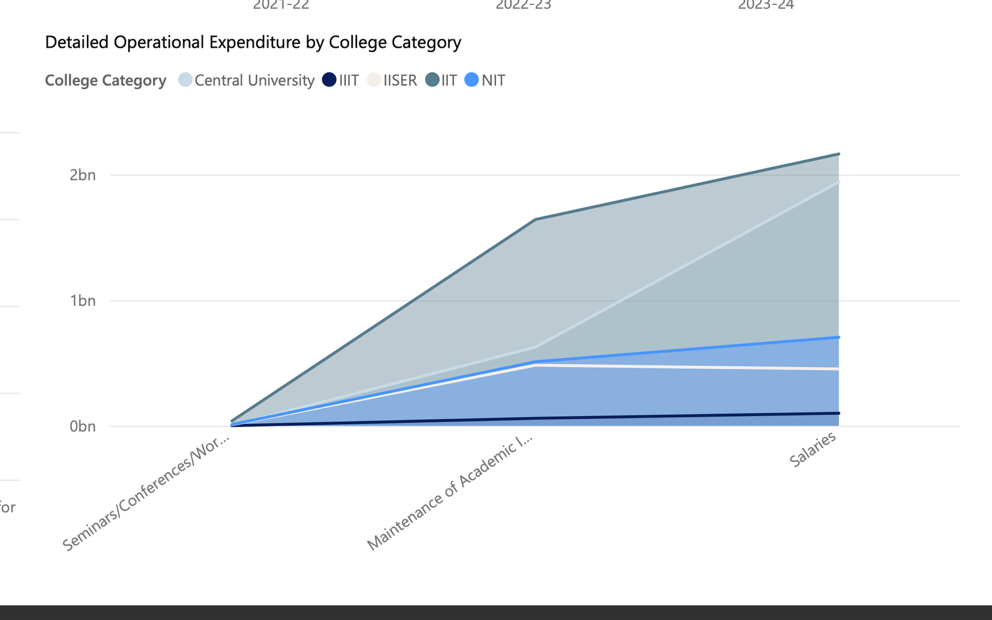 2021-22 2022-23 2023-24
Detailed Operational Expenditure by College Category
College Category Central University IIIT IISER IIT NIT
2bn
1bn
0bn
Seminars/Conferences/Wor...
Maintenance of Academic I...
Salaries
for